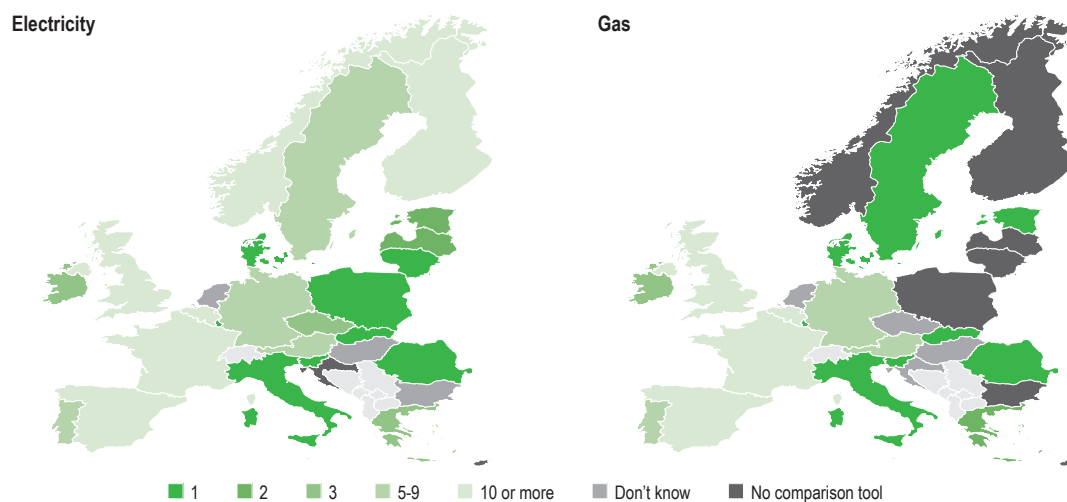 Electricity
Gas
1
2
3
5-9
10 or more
Don't know
No comparison tool